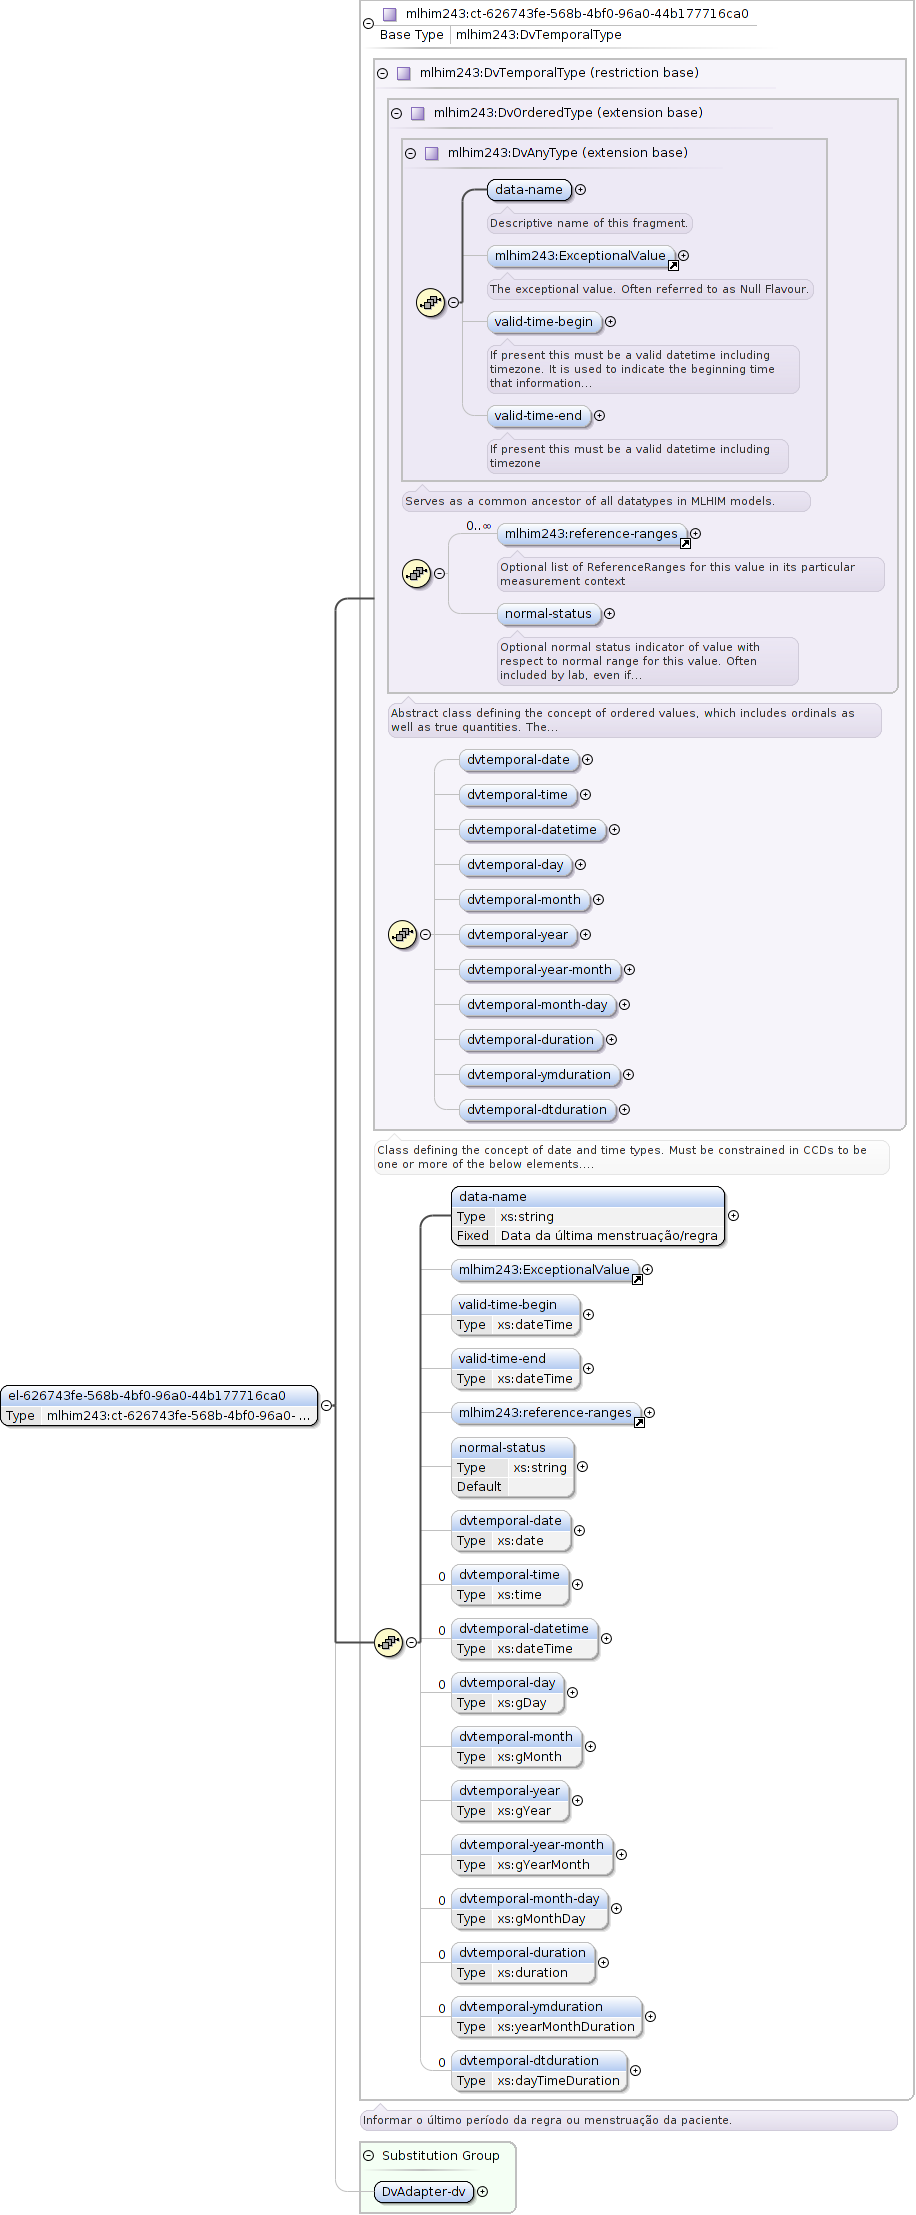 mlhim243:ct-626743fe-568b-4bf0-96a0-44b177716ca0
Base Type mlhim243:DvTemporalType
mlhim243:DvTemporalType (restriction base)
mlhim243:DvOrderedType (extension base)
mlhim243:DvAnyType (extension base)
data-name
Descriptive name of this fragment.
mlhim243:ExceptionalValue
The exceptional value. Often referred to as Null Flavour.
valid-time-begin
If present this must be a valid datetime including
timezone. It is used to indicate the beginning time
that information...
valid-time-end
If present this must be a valid datetime including
timezone
Serves as a common ancestor of all datatypes in MLHIM models.
0..∞
mlhim243:reference-ranges
Optional list of ReferenceRanges for this value in its particular
measurement context
normal-status
Optional normal status indicator of value with
respect to normal range for this value. Often
included by lab, even if...
Abstract class defining the concept of ordered values, which includes ordinals as
well as true quantities. The...
dvtemporal-date
dvtemporal-time
dvtemporal-datetime
dvtemporal-day
dvtemporal-month
dvtemporal-year
dvtemporal-year-month
dvtemporal-month-day
dvtemporal-duration
dvtemporal-ymduration
dvtemporal-dtduration
Class defining the concept of date and time types. Must be constrained in CCDs to be
one or more of the below elements....
data-name
Type xs:string
Fixed Data da última menstruação/regra
mlhim243:ExceptionalValue
valid-time-begin
Type xs:dateTime
valid-time-end
Type xs:dateTime
el-626743fe-568b-4bf0-96a0-44b177716ca0
Type mlhim243:ct-626743fe-568b-4bf0-96a0- ...
mlhim243:reference-ranges
normal-status
Type xs:string
Default
dvtemporal-date
Type xs:date
0 dvtemporal-time
Type xs:time
0 dvtemporal-datetime
Type xs:dateTime
0 dvtemporal-day
Type xs:gDay
dvtemporal-month
Type xs:gMonth
dvtemporal-year
Type xs:gYear
dvtemporal-year-month
Type xs:gYearMonth
0 dvtemporal-month-day
Type xs:gMonthDay
0 dvtemporal-duration
Type xs:duration
0 dvtemporal-ymduration
Type xs:yearMonthDuration
0 dvtemporal-dtduration
Type xs:dayTimeDuration
Informar o último período da regra ou menstruação da paciente.
Substitution Group
DvAdapter-dv